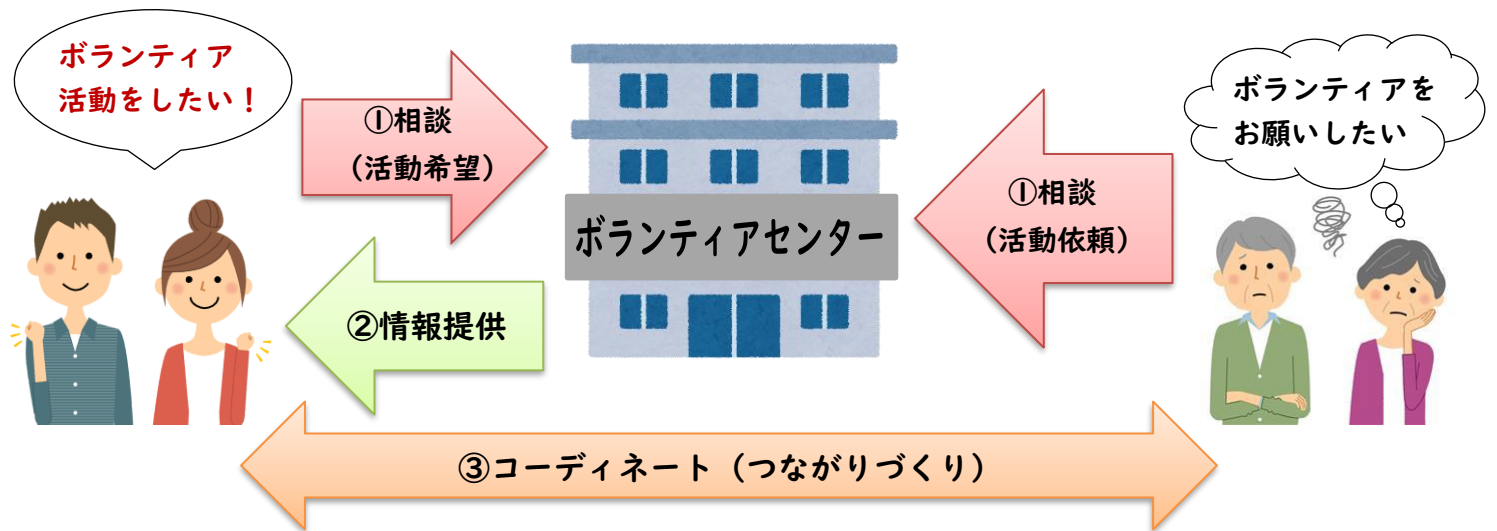 ボランティア
活動をしたい！
①相談
（活動希望）
ボランティアセンター
ボランティアを
お願いしたい
①相談
（活動依頼）
②情報提供
③コーディネート（つながりづくり）